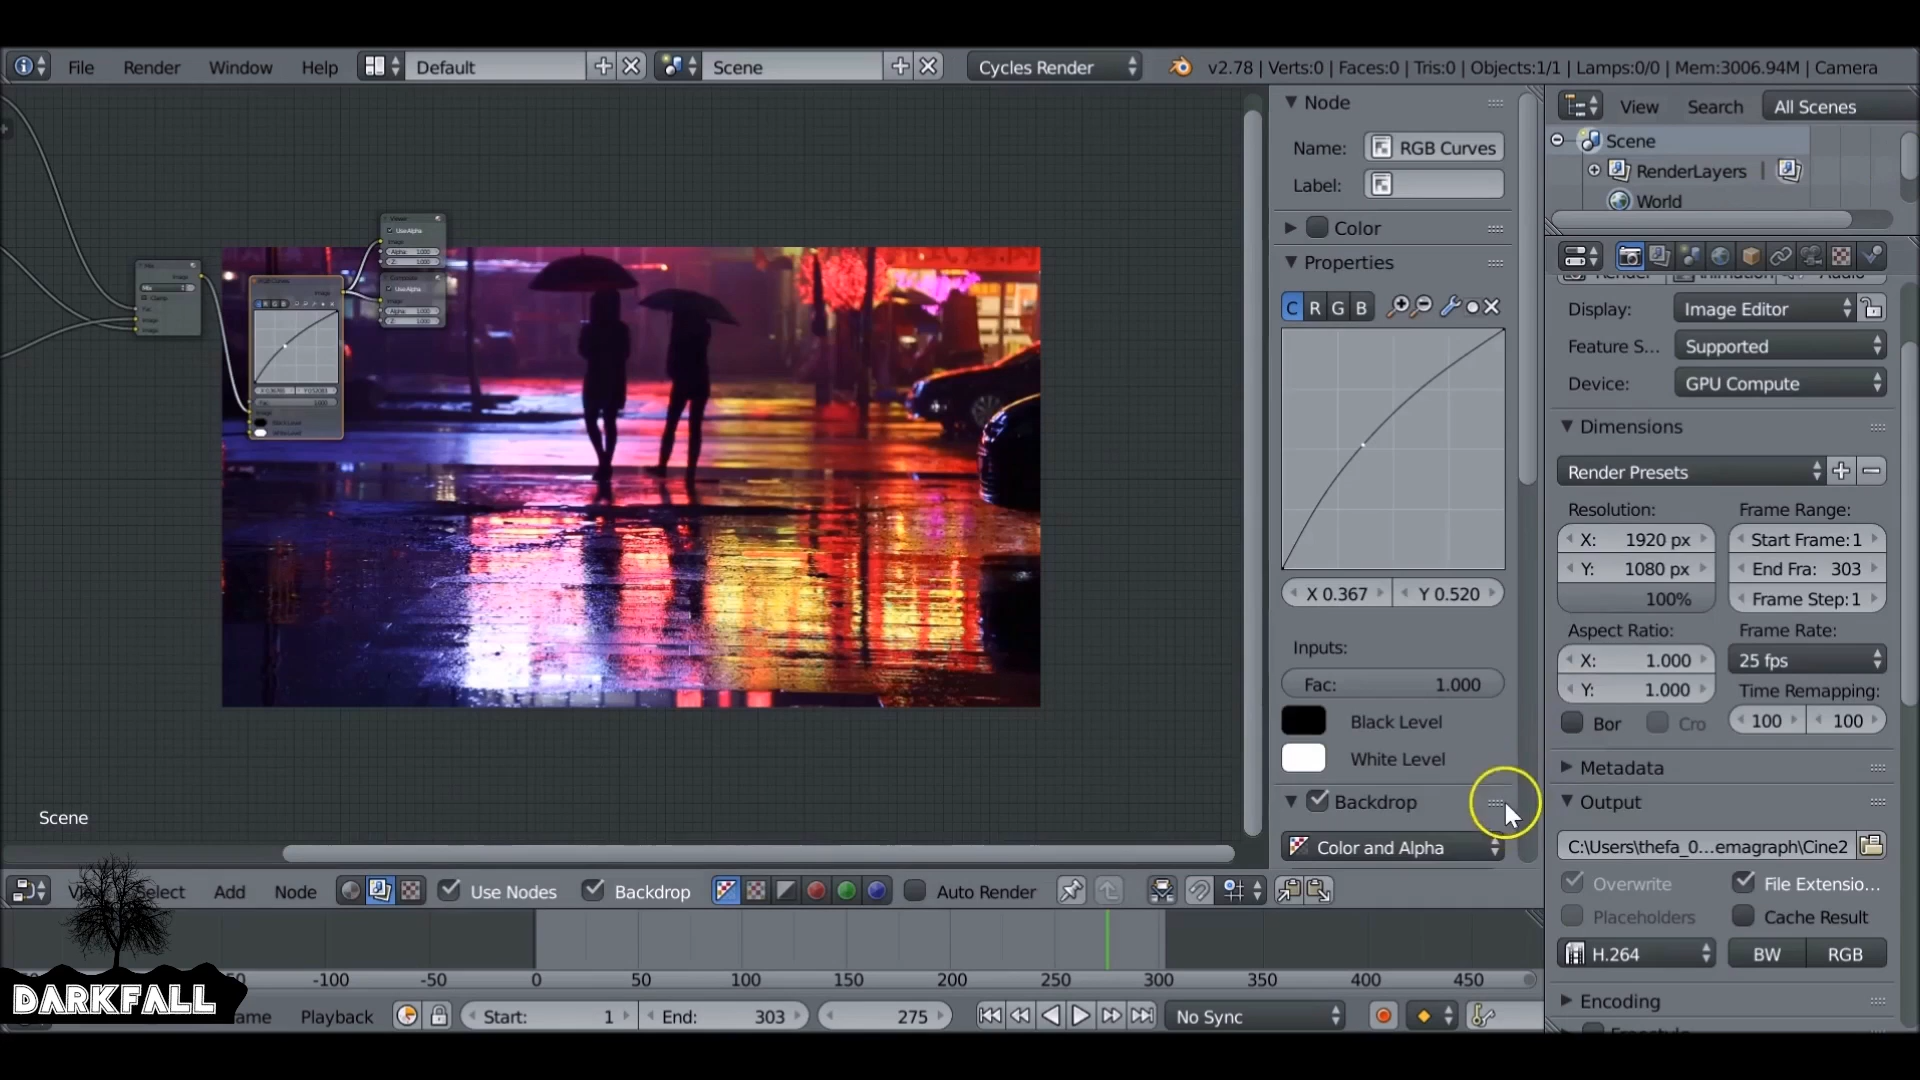 File Render Window Help Default Scene Cycles Render v2.78 | Verts:0 | Faces:0 | Tris:0 | Objects:1/1 | Lamps:0/0 | Mem:3006.94M | Camera
Node
Name: RGB Curves
Label:
Color
Properties
C R G B
X 0.367 Y 0.520
Inputs:
Fac: 1.000
Black Level
White Level
Backdrop
Color and Alpha
View Search All Scenes
Scene
RenderLayers
World
Display: Image Editor
Feature S... Supported
Device: GPU Compute
Dimensions
Render Presets
Resolution: Frame Range:
X: 1920 px Start Frame: 1
Y: 1080 px End Fra: 303
100% Frame Step: 1
Aspect Ratio: Frame Rate:
X: 1.000 25 fps
Y: 1.000 Time Remapping:
Bor Cro 100 100
Metadata
Output
C:\Users\thefa_0...emagraph\Cine2
Overwrite File Extensio...
Placeholders Cache Result
H.264 BW RGB
Encoding
Scene
Select Add Node Use Nodes Backdrop Auto Render
-100 -50 0 50 100 150 200 250 300 350 400 450
DARKFALL
Playback Start: 1 End: 303 275 No Sync